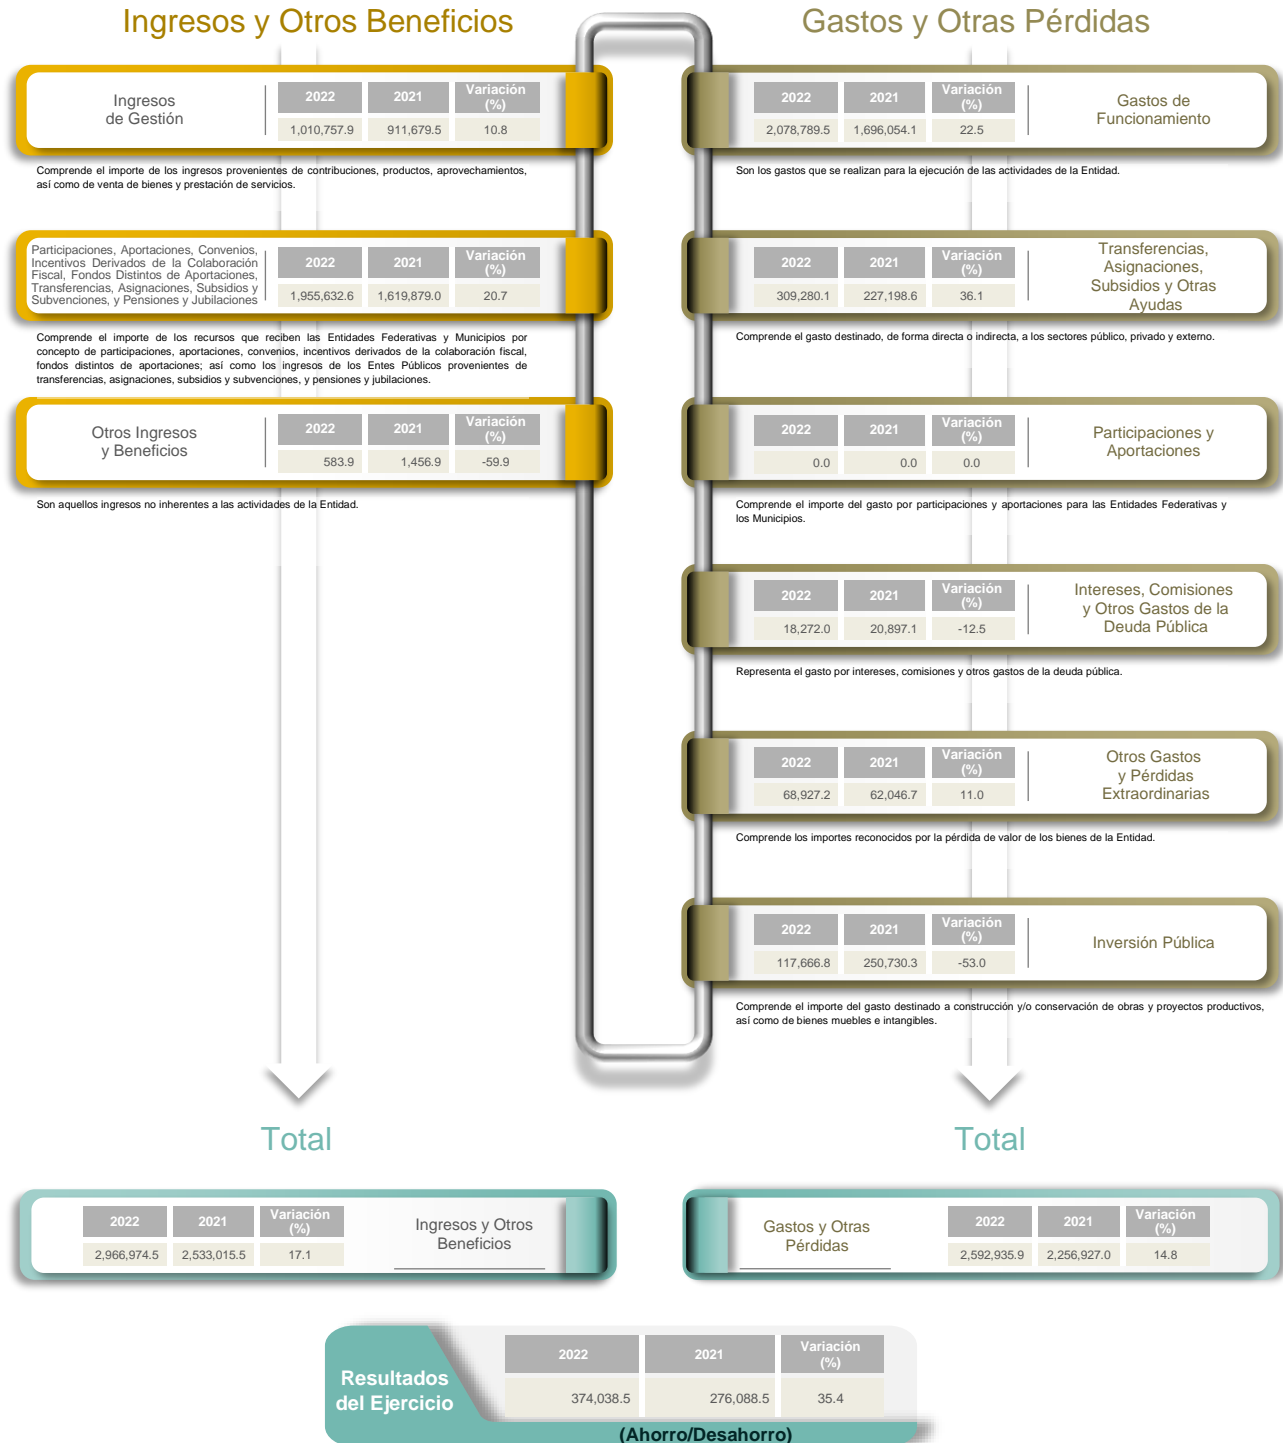 Ingresos y Otros Beneficios
Ingresos
de Gestión
2022 2021 Variación
(%)
1,010,757.9 911,679.5 10.8
Comprende el importe de los ingresos provenientes de contribuciones, productos, aprovechamientos,
así como de venta de bienes y prestación de servicios.
Participaciones, Aportaciones, Convenios,
Incentivos Derivados de la Colaboración
Fiscal, Fondos Distintos de Aportaciones,
Transferencias, Asignaciones, Subsidios y
Subvenciones, y Pensiones y Jubilaciones
2022 2021 Variación
(%)
1,955,632.6 1,619,879.0 20.7
Comprende el importe de los recursos que reciben las Entidades Federativas y Municipios por
concepto de participaciones, aportaciones, convenios, incentivos derivados de la colaboración fiscal,
fondos distintos de aportaciones; así como los ingresos de los Entes Públicos provenientes de
transferencias, asignaciones, subsidios y subvenciones, y pensiones y jubilaciones.
Otros Ingresos
y Beneficios
2022 2021 Variación
(%)
583.9 1,456.9 -59.9
Son aquellos ingresos no inherentes a las actividades de la Entidad.
Gastos y Otras Pérdidas
2022 2021 Variación
(%)
2,078,789.5 1,696,054.1 22.5
Gastos de
Funcionamiento
Son los gastos que se realizan para la ejecución de las actividades de la Entidad.
2022 2021 Variación
(%)
309,280.1 227,198.6 36.1
Transferencias,
Asignaciones,
Subsidios y Otras
Ayudas
Comprende el gasto destinado, de forma directa o indirecta, a los sectores público, privado y externo.
2022 2021 Variación
(%)
0.0 0.0 0.0
Participaciones y
Aportaciones
Comprende el importe del gasto por participaciones y aportaciones para las Entidades Federativas y
los Municipios.
2022 2021 Variación
(%)
18,272.0 20,897.1 -12.5
Intereses, Comisiones
y Otros Gastos de la
Deuda Pública
Representa el gasto por intereses, comisiones y otros gastos de la deuda pública.
2022 2021 Variación
(%)
68,927.2 62,046.7 11.0
Otros Gastos
y Pérdidas
Extraordinarias
Comprende los importes reconocidos por la pérdida de valor de los bienes de la Entidad.
2022 2021 Variación
(%)
117,666.8 250,730.3 -53.0
Inversión Pública
Comprende el importe del gasto destinado a construcción y/o conservación de obras y proyectos productivos,
así como de bienes muebles e intangibles.
Total
2022 2021 Variación
(%)
2,966,974.5 2,533,015.5 17.1
Ingresos y Otros
Beneficios
Total
Gastos y Otras
Pérdidas
2022 2021 Variación
(%)
2,592,935.9 2,256,927.0 14.8
Resultados
del Ejercicio
2022 2021 Variación
(%)
374,038.5 276,088.5 35.4
(Ahorro/Desahorro)